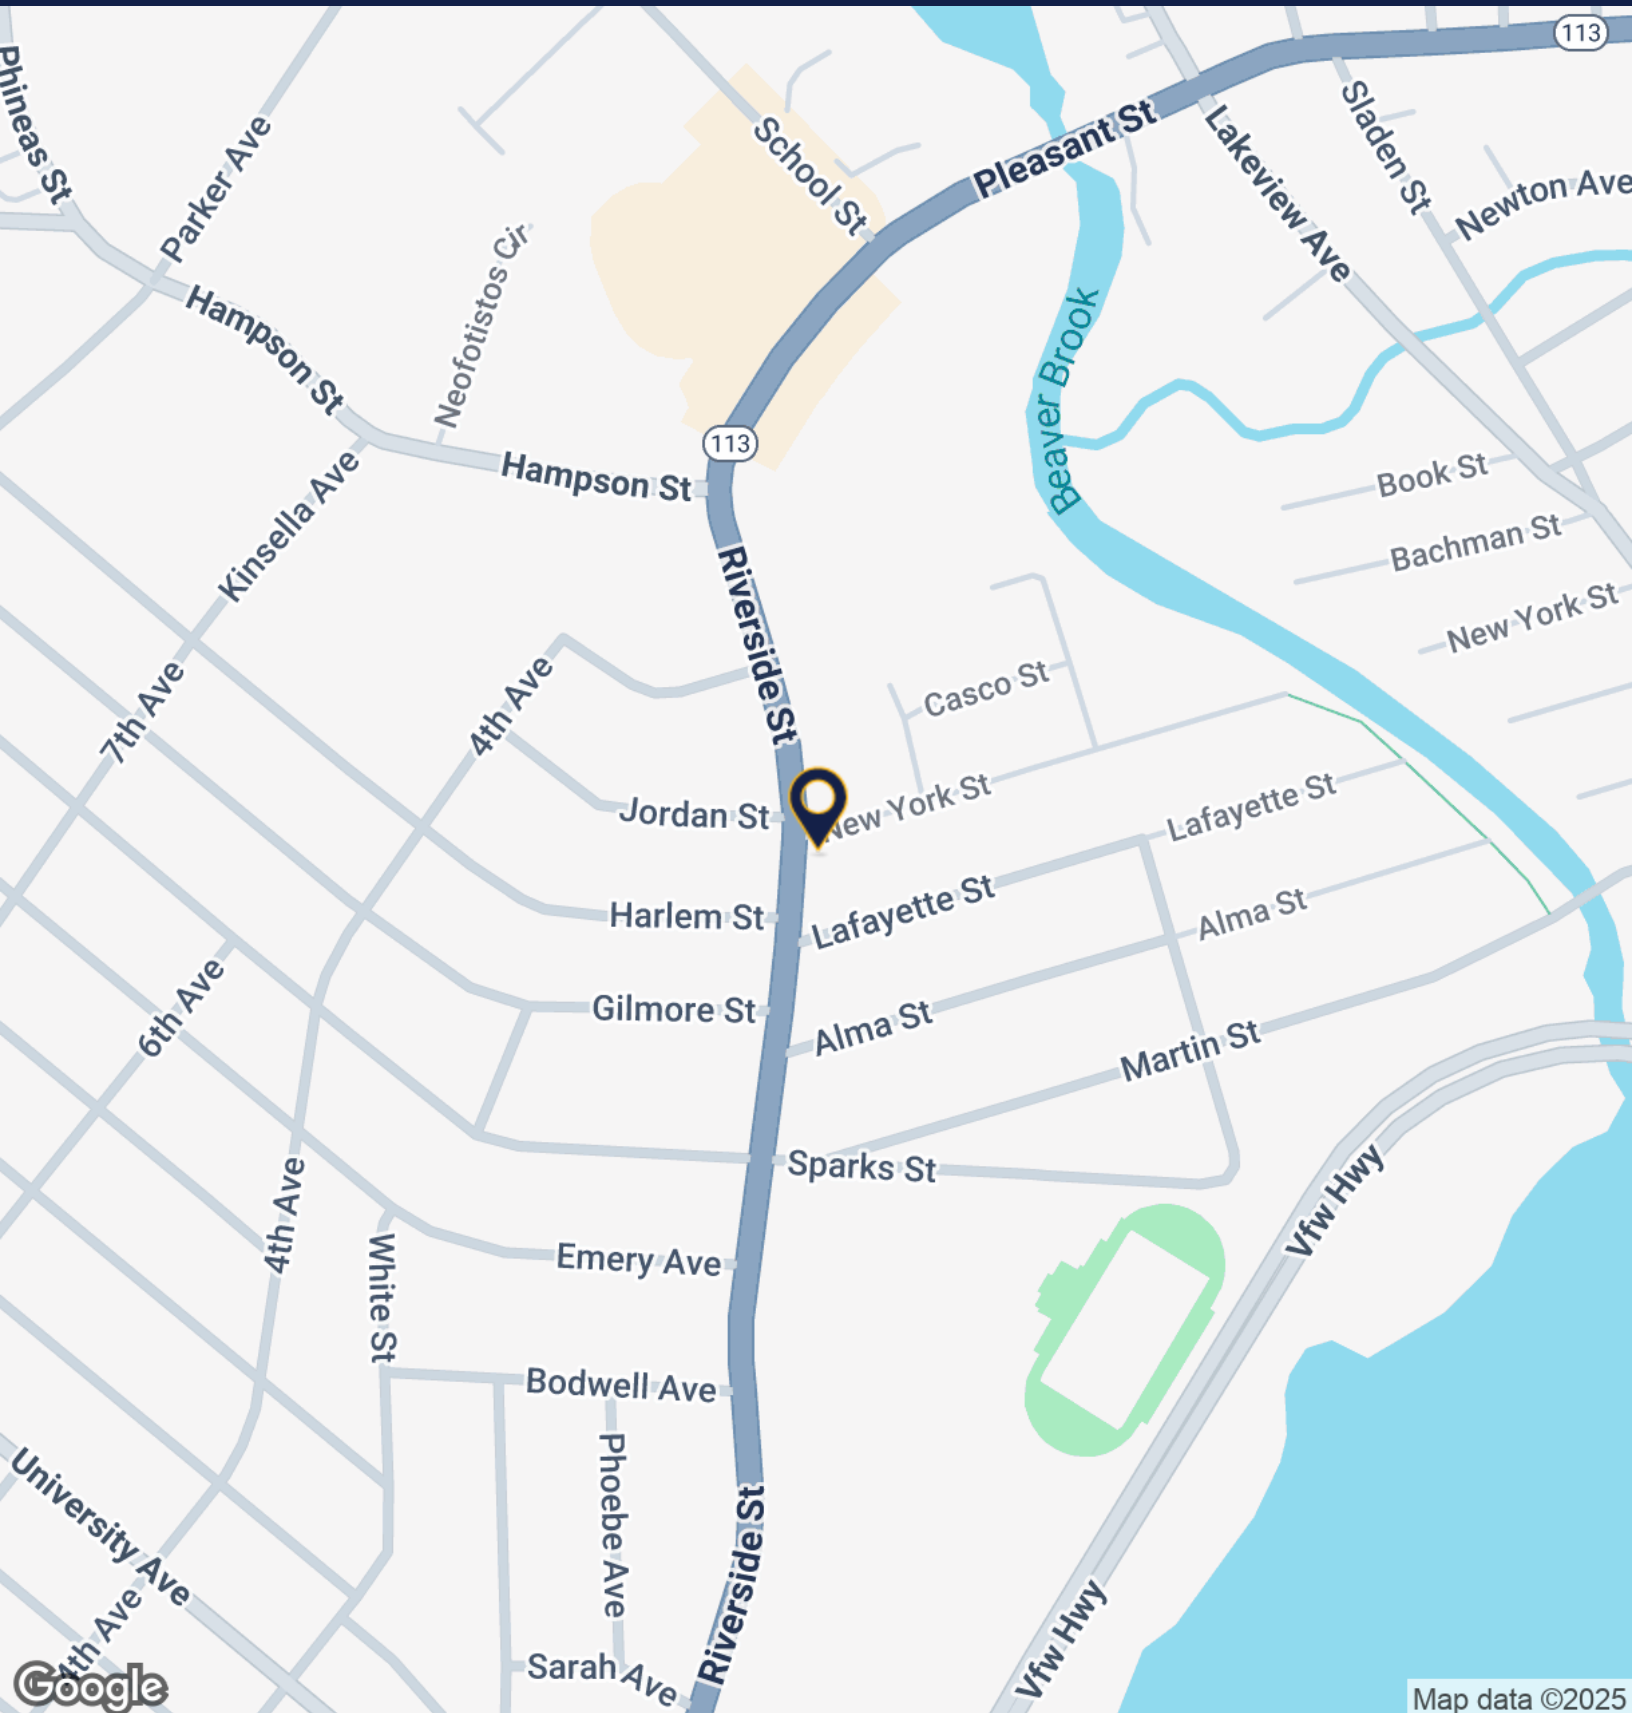 113
Phineas St
Parker Ave
School St
Pleasant St
Lakeview Ave
Sladen St
Newton Ave
Neofotistos Cir
Hampson St
Beaver Brook
113
Hampson St
Kinsella Ave
Book St
Bachman St
New York St
Riverside St
7th Ave
4th Ave
Casco St
Jordan St
New York St
Lafayette St
Harlem St
Lafayette St
Alma St
6th Ave
Gilmore St
Alma St
Martin St
Sparks St
4th Ave
White St
Emery Ave
Vfw Hwy
Bodwell Ave
University Ave
Phoebe Ave
Riverside St
4th Ave
Sarah Ave
Vfw Hwy
Google
Map data ©2025